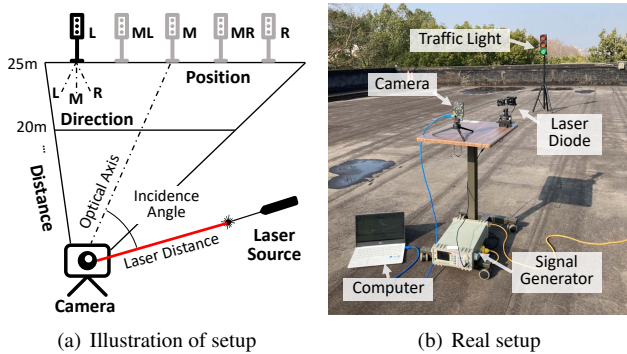 L
ML
M
MR
R
25m
Position
L
M
R
Direction
20m
...
Distance
Optical Axis
Incidence
Angle
Laser Distance
Laser
Source
Camera
(a) Illustration of setup
Traffic Light
Camera
Laser
Diode
Computer
Signal
Generator
(b) Real setup